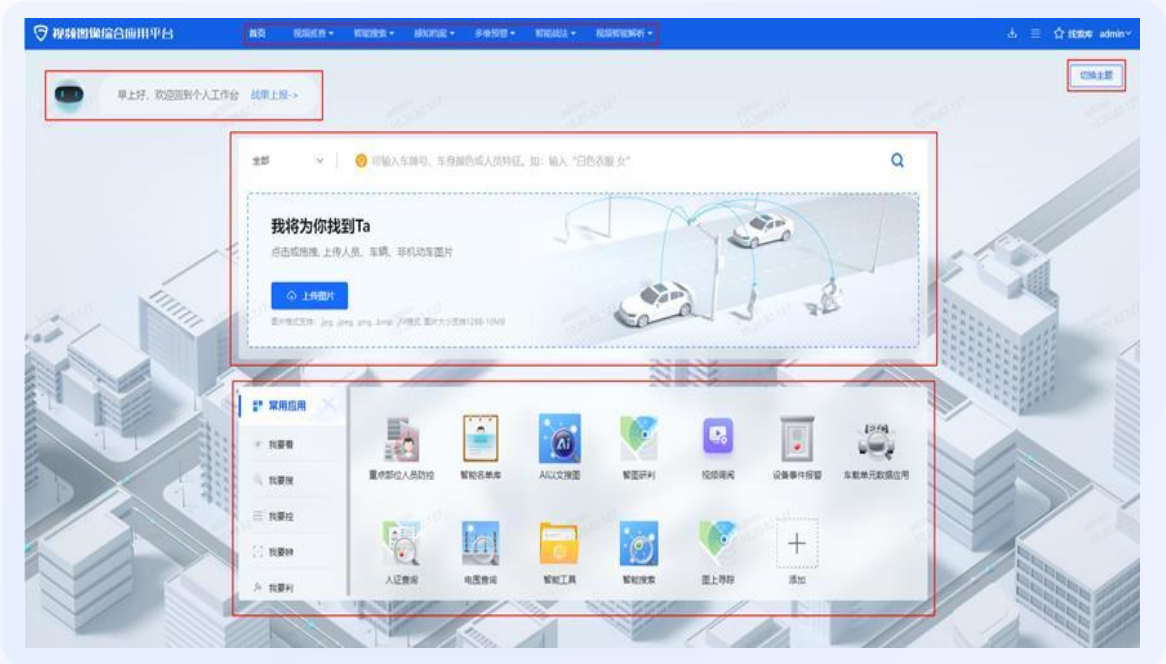 视频图像综合应用平台
首页 视频巡查 智能搜索 感知档案 多维预警 智能战法 视频智能解析
线索库 admin
早上好，欢迎回到个人工作台 战果上报->
切换主题
全部 可输入车牌号、车身颜色或人员特征。如：输入 "白色衣服 女"
我将为你找到Ta
点击或拖拽, 上传人员、车辆、非机动车图片
上传图片
常用应用
我要看
我要搜
我要控
我要研
我要判
重点部位人员防控 智能名单库 AI以文搜图 智图研判 视频调阅 设备事件报警 车载单元数据应用
人证查询 电围查询 智能工具 智能搜索 图上寻踪 添加